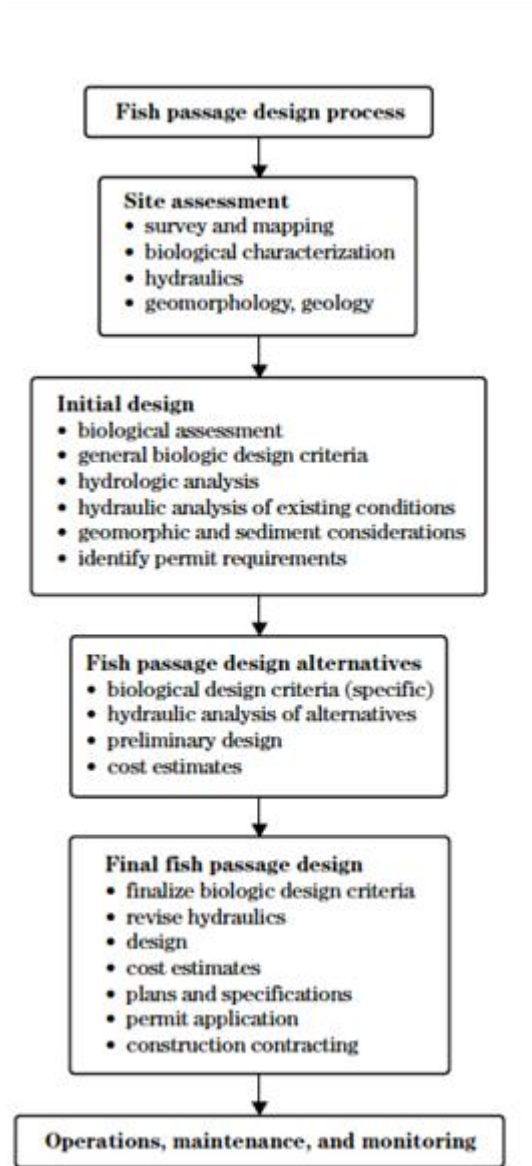 Fish passage design process
Site assessment
• survey and mapping
• biological characterization
• hydraulics
• geomorphology, geology
Initial design
• biological assessment
• general biologic design criteria
• hydrologic analysis
• hydraulic analysis of existing conditions
• geomorphic and sediment considerations
• identify permit requirements
Fish passage design alternatives
• biological design criteria (specific)
• hydraulic analysis of alternatives
• preliminary design
• cost estimates
Final fish passage design
• finalize biologic design criteria
• revise hydraulics
• design
• cost estimates
• plans and specifications
• permit application
• construction contracting
Operations, maintenance, and monitoring